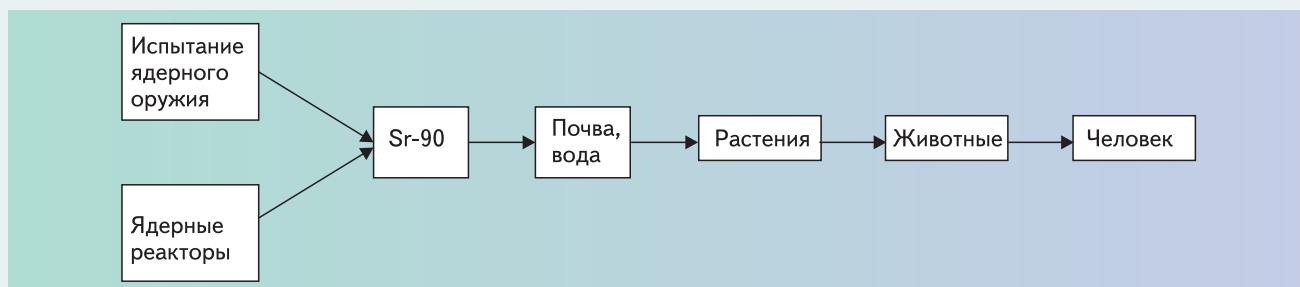 Испытание
ядерного
оружия
Ядерные
реакторы
Sr-90
Почва,
вода
Растения
Животные
Человек